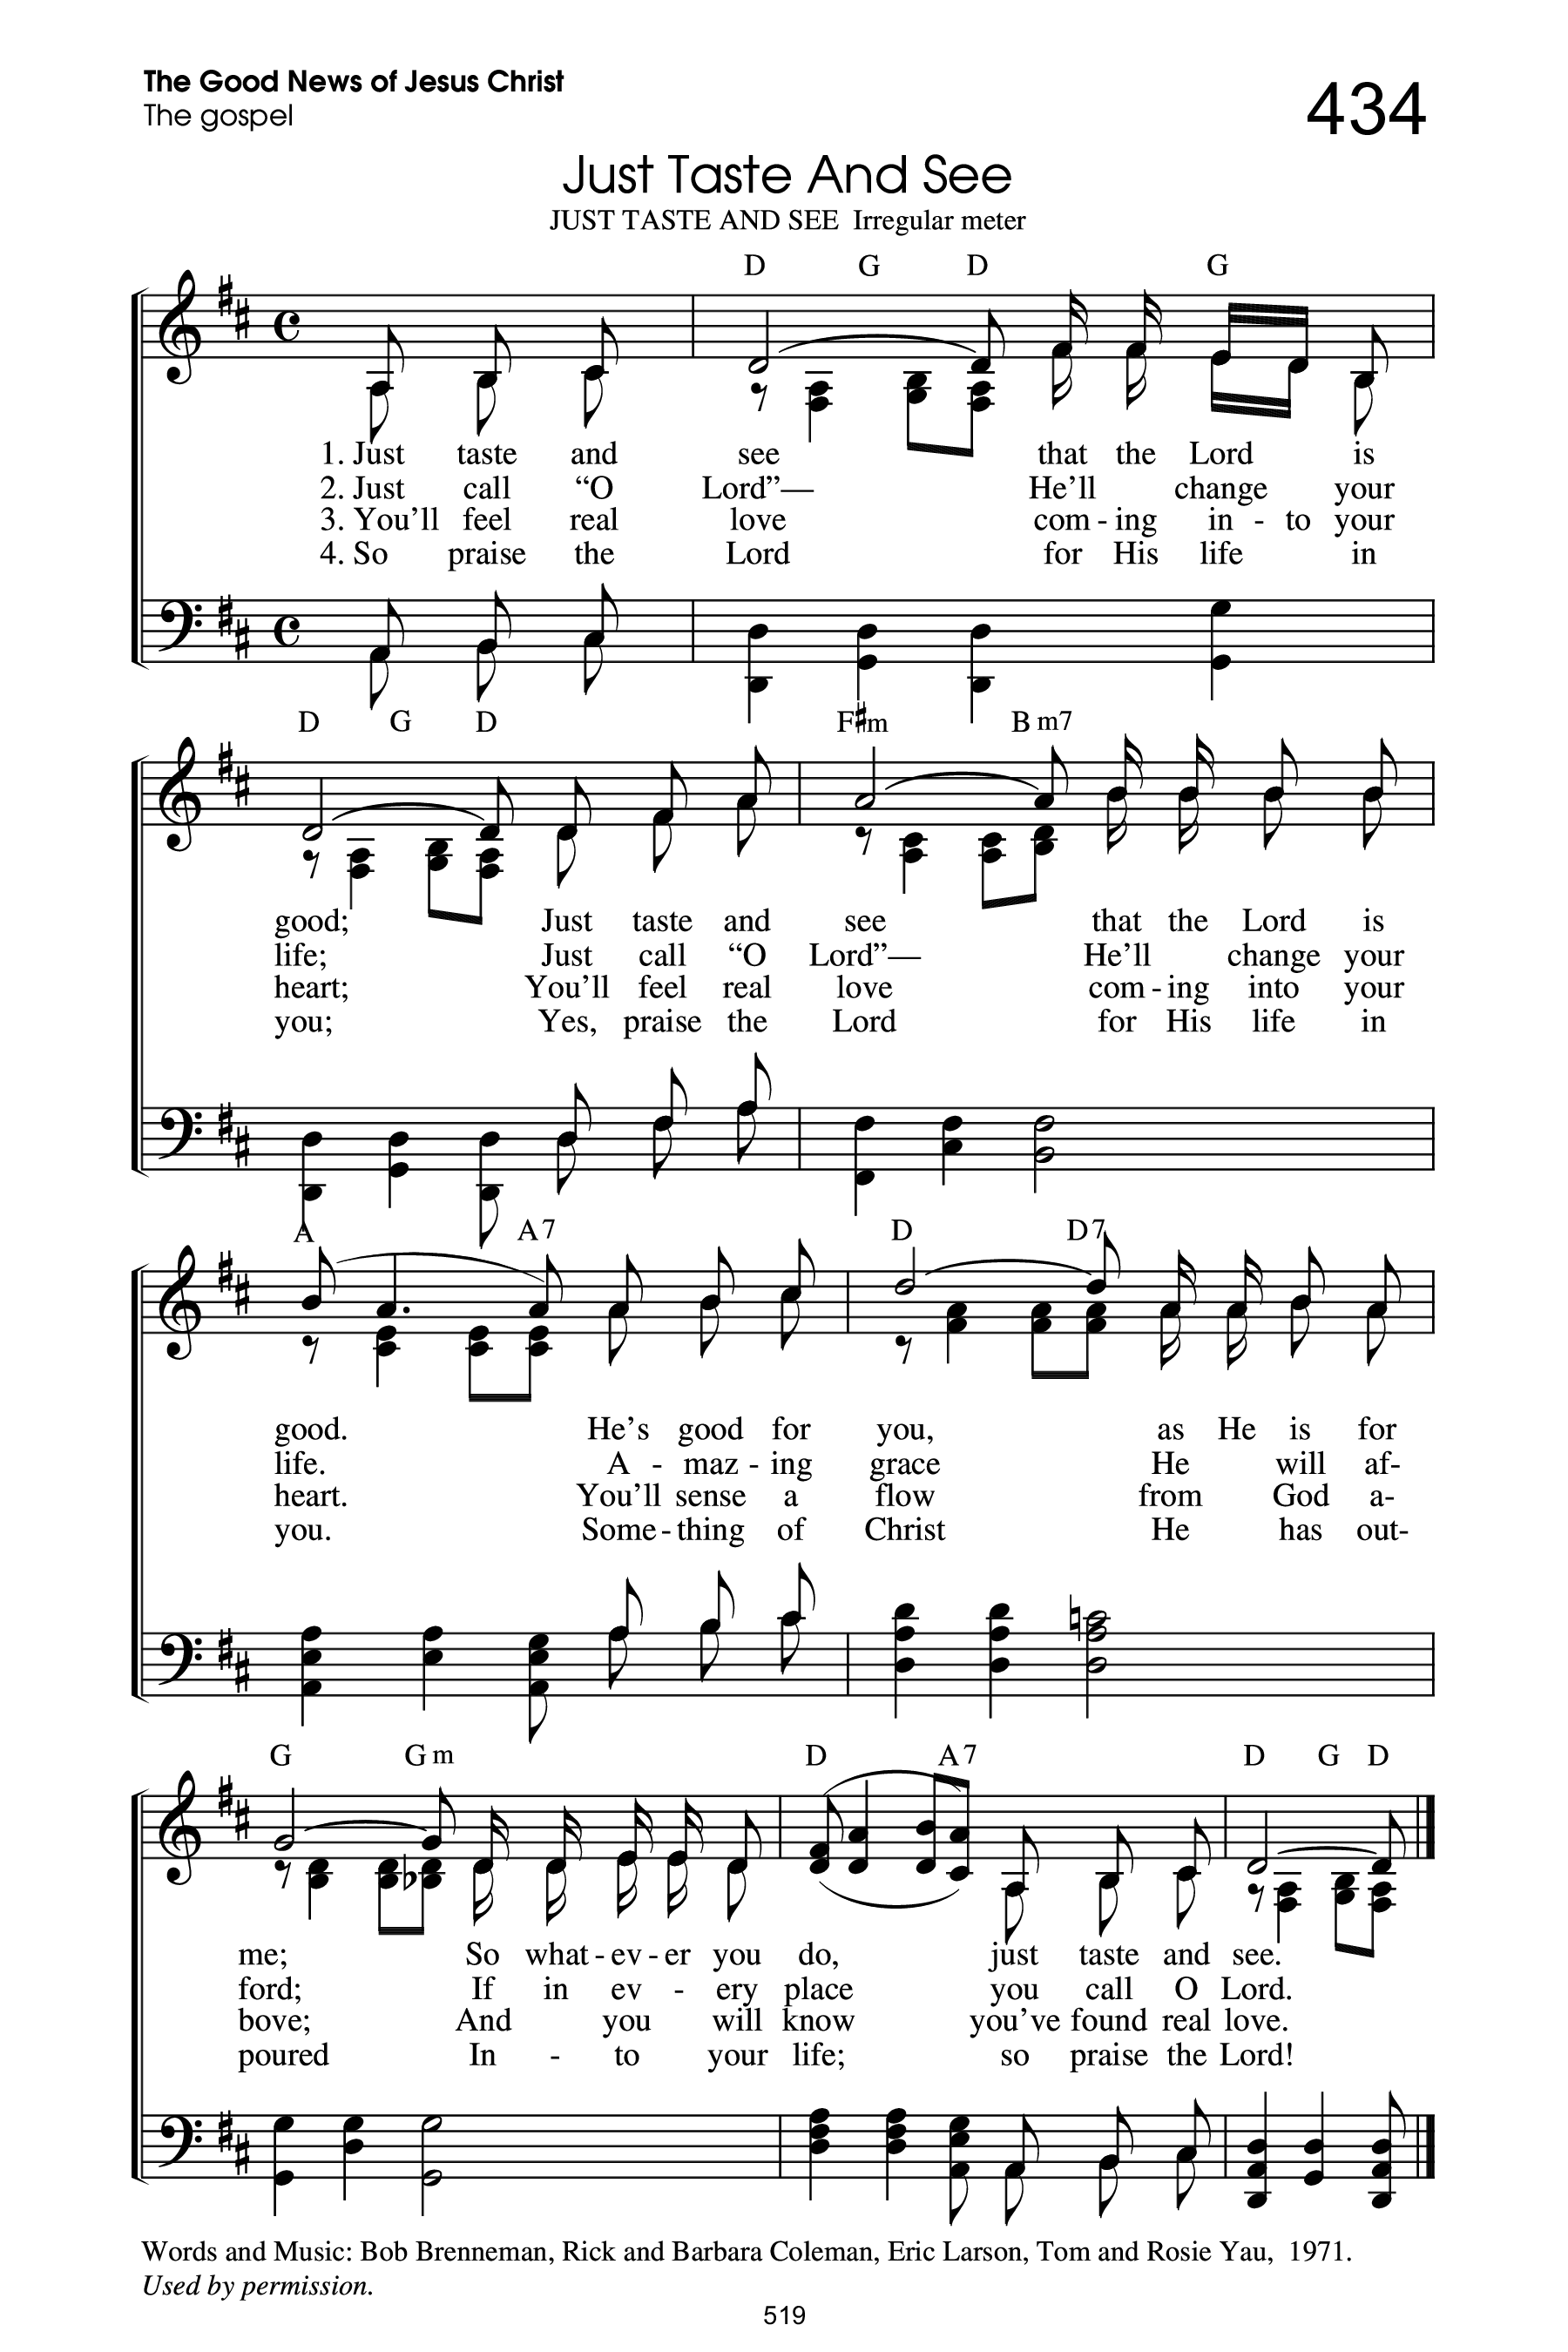 The Good News of Jesus Christ
The gospel
434
Just Taste And See
JUST TASTE AND SEE Irregular meter
D G D G
1. Just taste and see that the Lord is
2. Just call “O Lord”— He’ll change your
3. You’ll feel real love com - ing in - to your
4. So praise the Lord for His life in
D G D F♯m B m7
good; Just taste and see that the Lord is
life; Just call “O Lord”— He’ll change your
heart; You’ll feel real love com - ing into your
you; Yes, praise the Lord for His life in
A A 7 D D 7
good. He’s good for you, as He is for
life. A - maz - ing grace He will af-
heart. You’ll sense a flow from God a-
you. Some - thing of Christ He has out-
G G m D A 7 D G D
me; So what - ev - er you do, just taste and see.
ford; If in ev - ery place you call O Lord.
bove; And you will know you’ve found real love.
poured In - to your life; so praise the Lord!
Words and Music: Bob Brenneman, Rick and Barbara Coleman, Eric Larson, Tom and Rosie Yau, 1971.
Used by permission.
519